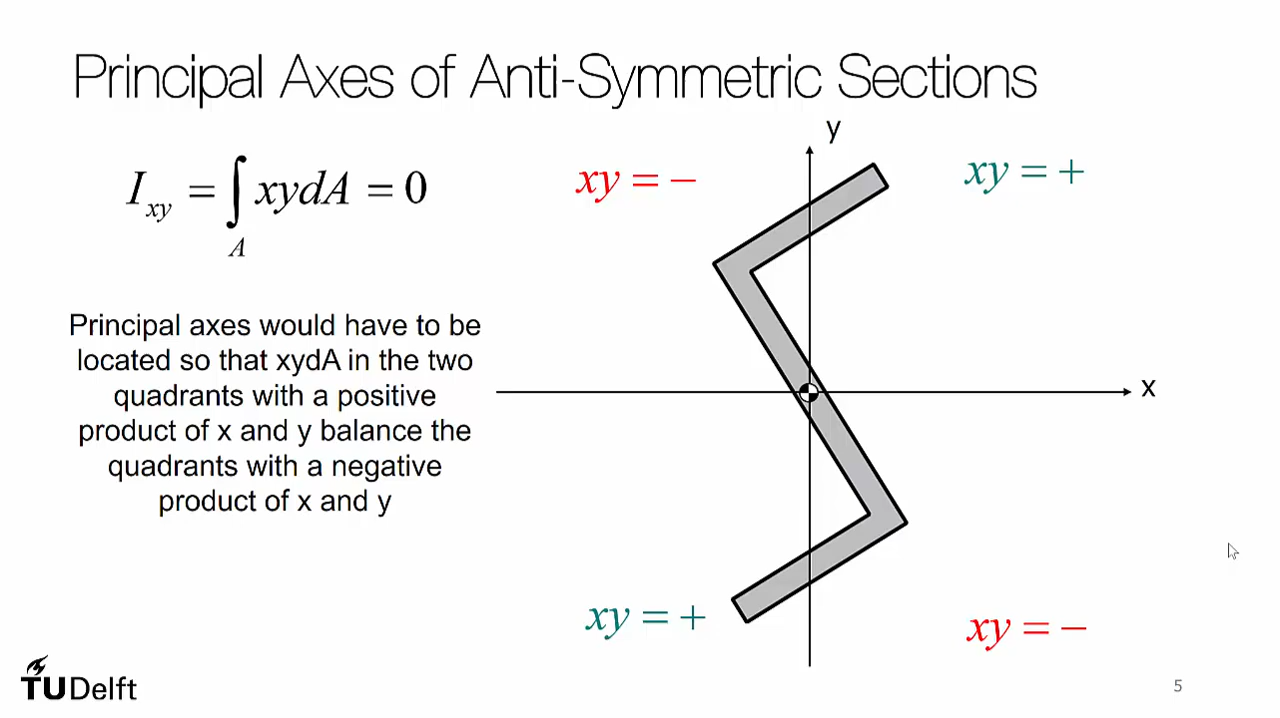 Principal Axes of Anti-Symmetric Sections
y
I_xy = ∫_A xydA = 0
xy = −
xy = +
Principal axes would have to be
located so that xydA in the two
quadrants with a positive
product of x and y balance the
quadrants with a negative
product of x and y
x
xy = +
xy = −
TU Delft
5